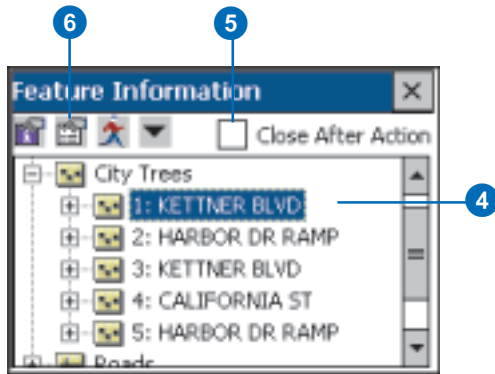 6 5
Feature Information
Close After Action
City Trees
1: KETTNER BLVD 4
2: HARBOR DR RAMP
3: KETTNER BLVD
4: CALIFORNIA ST
5: HARBOR DR RAMP
Roads